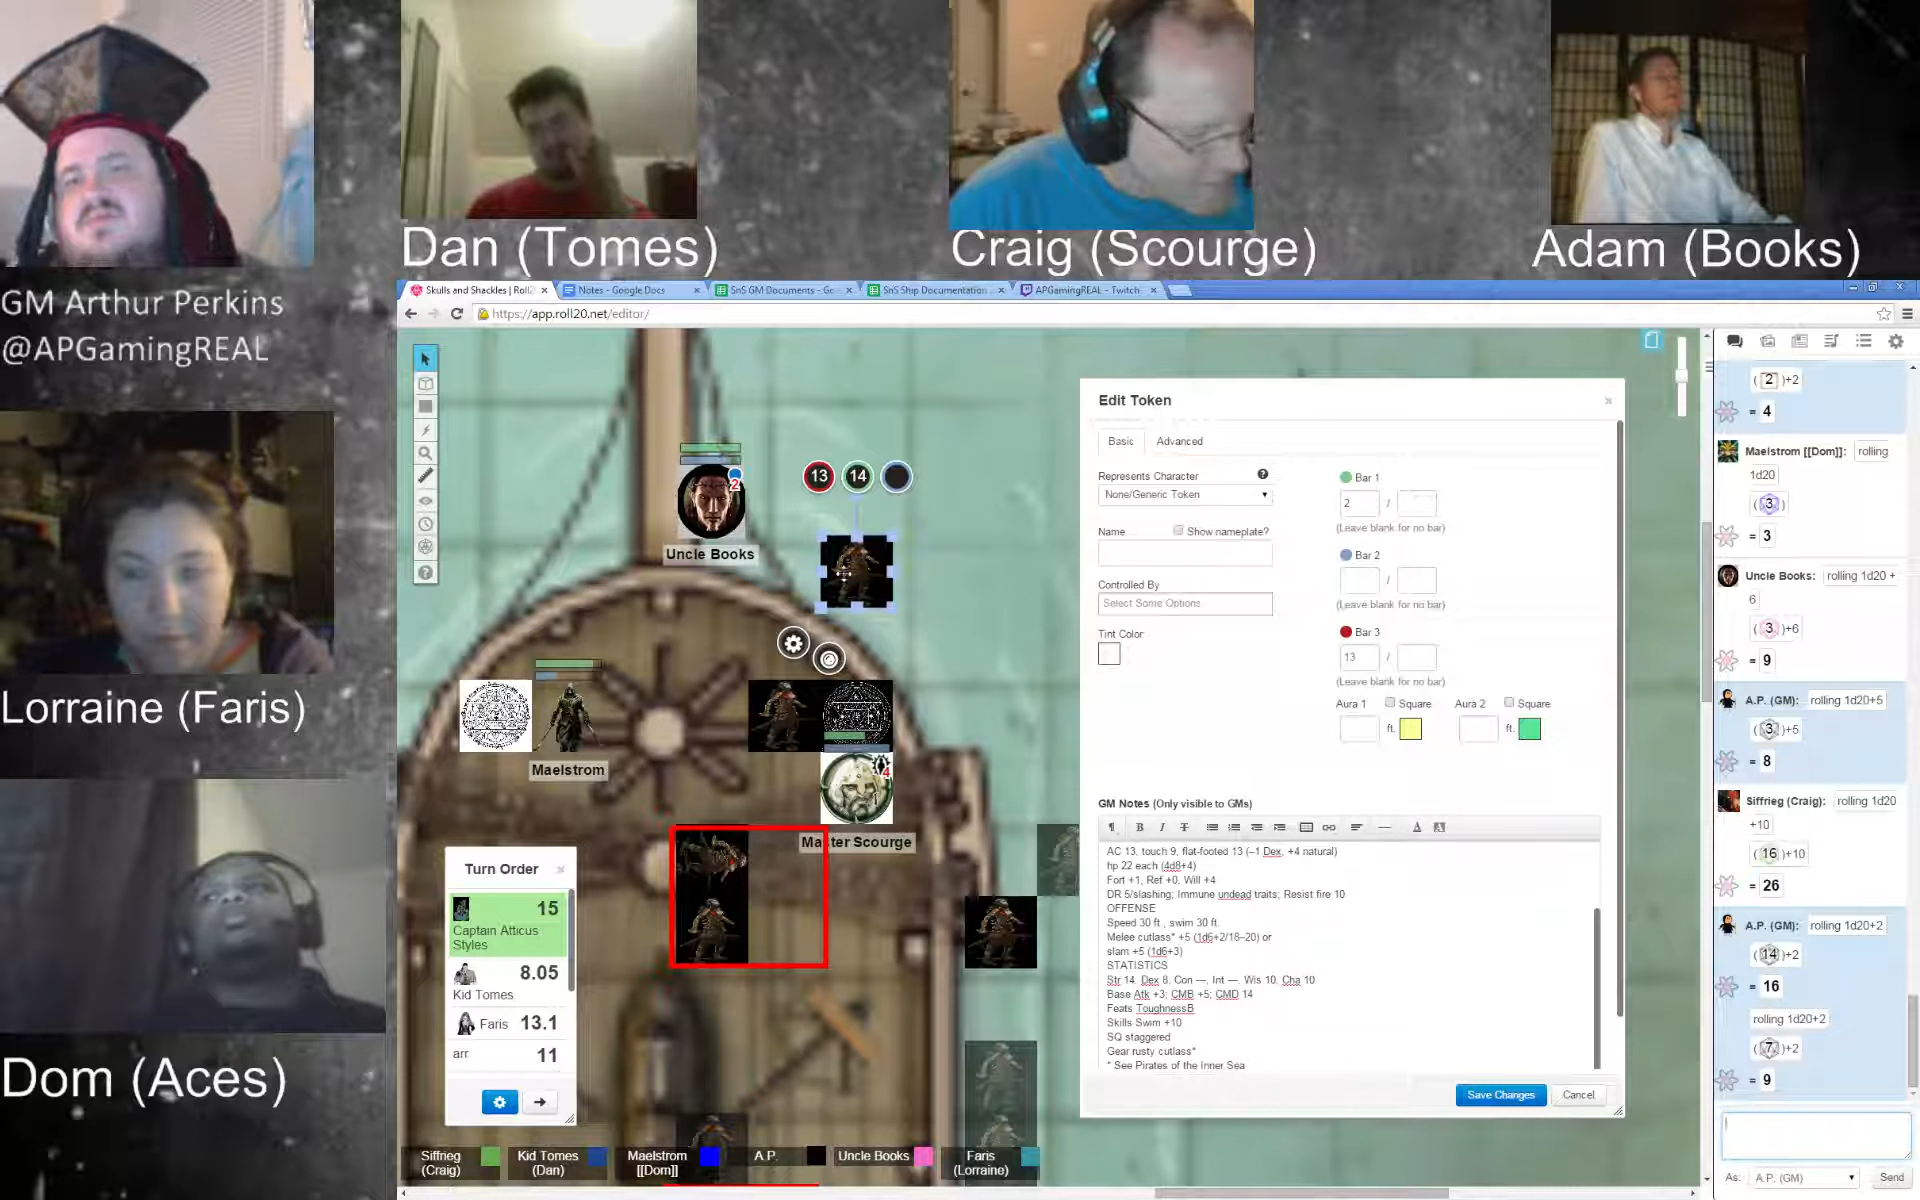 Dan (Tomes)
Craig (Scourge)
Adam (Books)
GM Arthur Perkins
@APGamingREAL
Lorraine (Faris)
Dom (Aces)
Skulls and Shackles | Roll2
Notes - Google Docs
SnS GM Documents - Go
SnS Ship Documentation
APGamingREAL - Twitch
https://app.roll20.net/editor/
2
Uncle Books
13
14
Maelstrom
4
Master Scourge
Turn Order
15
Captain Atticus
Styles
8.05
Kid Tomes
Faris
13.1
arr
11
Siffrieg
(Craig)
Kid Tomes
(Dan)
Maelstrom
[[Dom]]
A.P.
Uncle Books
Faris
(Lorraine)
Edit Token
Basic
Advanced
Represents Character
None/Generic Token
Name
Show nameplate?
Controlled By
Select Some Options
Tint Color:
Bar 1
2 /
(Leave blank for no bar)
Bar 2
/
(Leave blank for no bar)
Bar 3
13 /
(Leave blank for no bar)
Aura 1
Square
Aura 2
Square
ft.
ft.
GM Notes (Only visible to GMs)
AC 13, touch 9, flat-footed 13 (–1 Dex, +4 natural)
hp 22 each (4d8+4)
Fort +1, Ref +0, Will +4
DR 5/slashing; Immune undead traits; Resist fire 10
OFFENSE
Speed 30 ft., swim 30 ft.
Melee cutlass* +5 (1d6+2/18–20) or
slam +5 (1d6+3)
STATISTICS
Str 14, Dex 8, Con —, Int —, Wis 10, Cha 10
Base Atk +3; CMB +5; CMD 14
Feats ToughnessB
Skills Swim +10
SQ staggered
Gear rusty cutlass*
* See Pirates of the Inner Sea
Save Changes
Cancel
(2)+2
= 4
Maelstrom [[Dom]]: rolling
1d20
(3)
= 3
Uncle Books: rolling 1d20 +
6
(3)+6
= 9
A.P. (GM): rolling 1d20+5
(3)+5
= 8
Siffrieg (Craig): rolling 1d20
+10
(16)+10
= 26
A.P. (GM): rolling 1d20+2
(14)+2
= 16
rolling 1d20+2
(7)+2
= 9
As: A.P. (GM)
Send